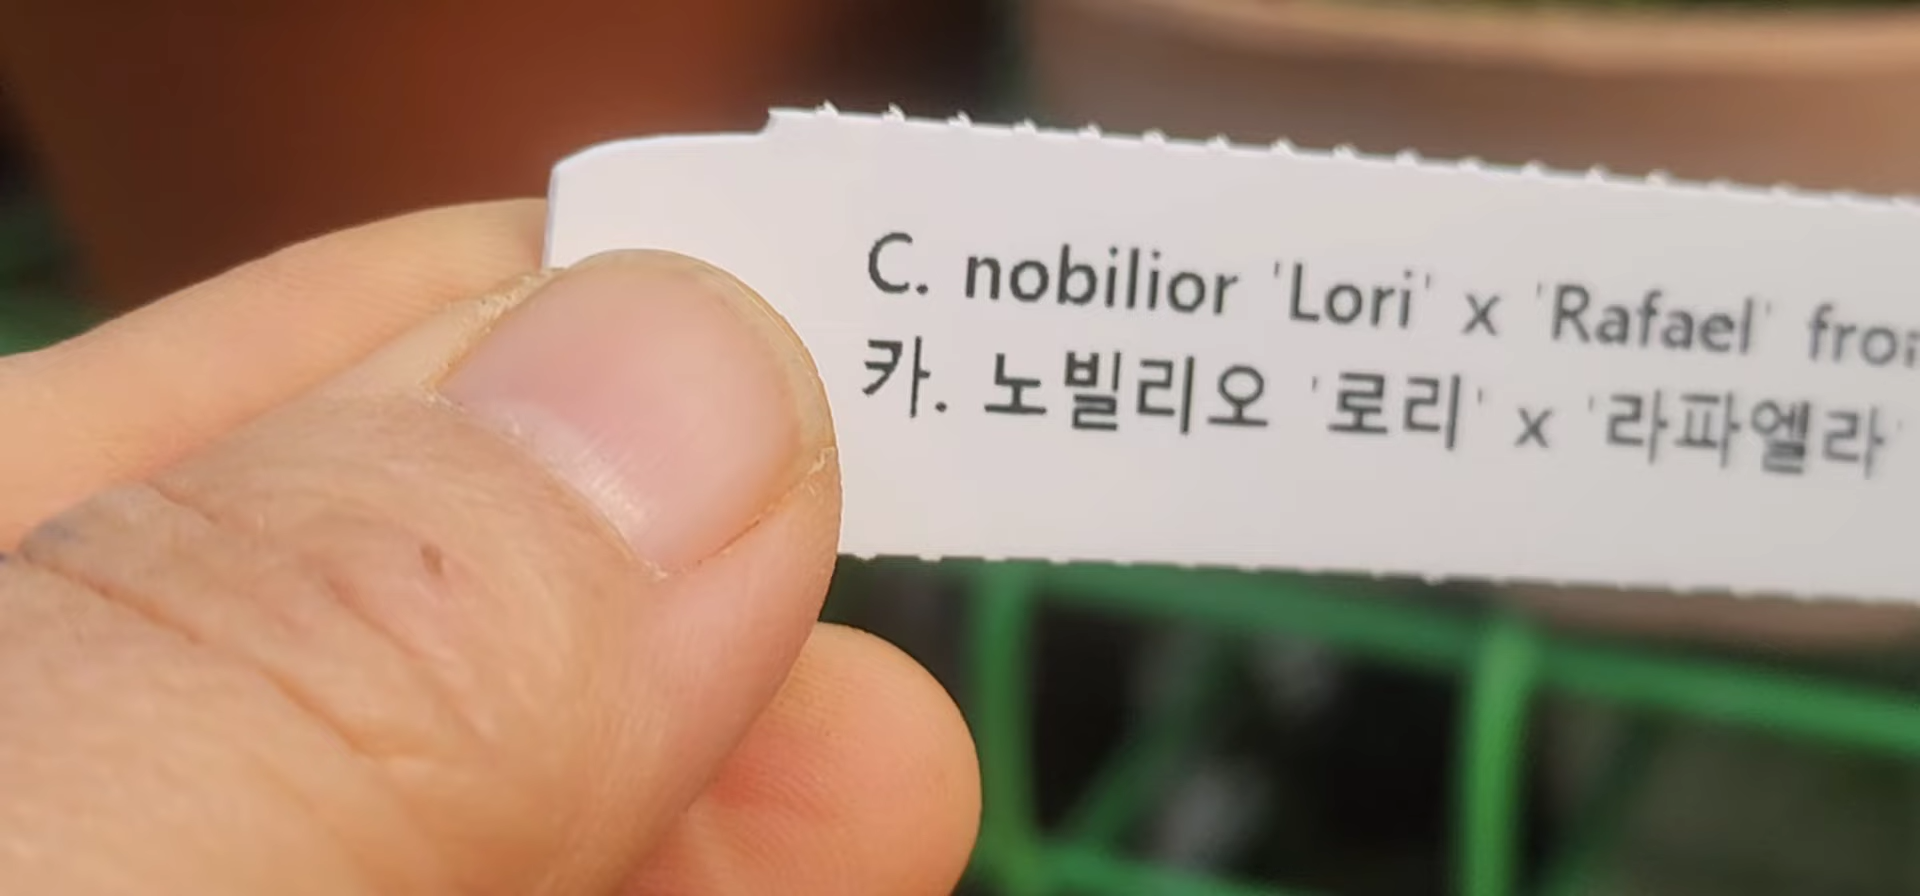 C. nobilior 'Lori' x 'Rafael'
카. 노빌리오 '로리' x '라파엘라'